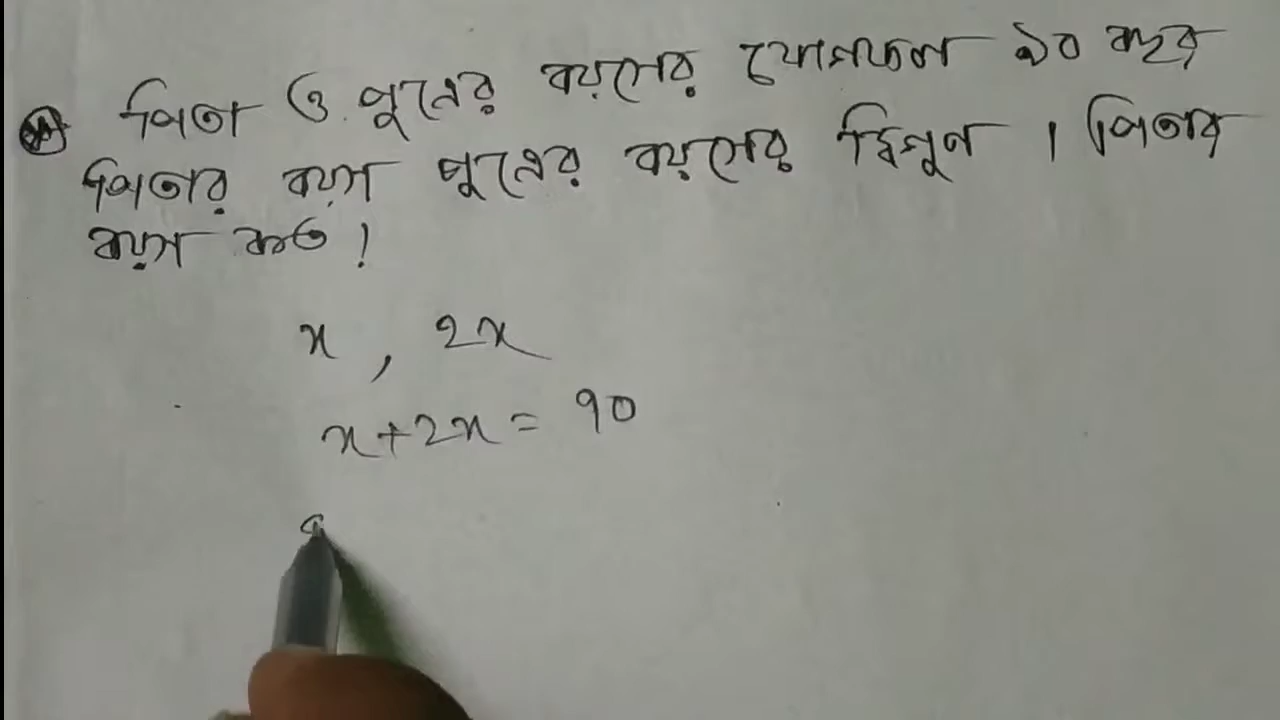 পিতা ও পুত্রের বয়সের যোগফল ৯০ বছর
পিতার বয়স পুত্রের বয়সের দ্বিগুন । পিতার
বয়স কত !
x , 2x
x+2x = 90